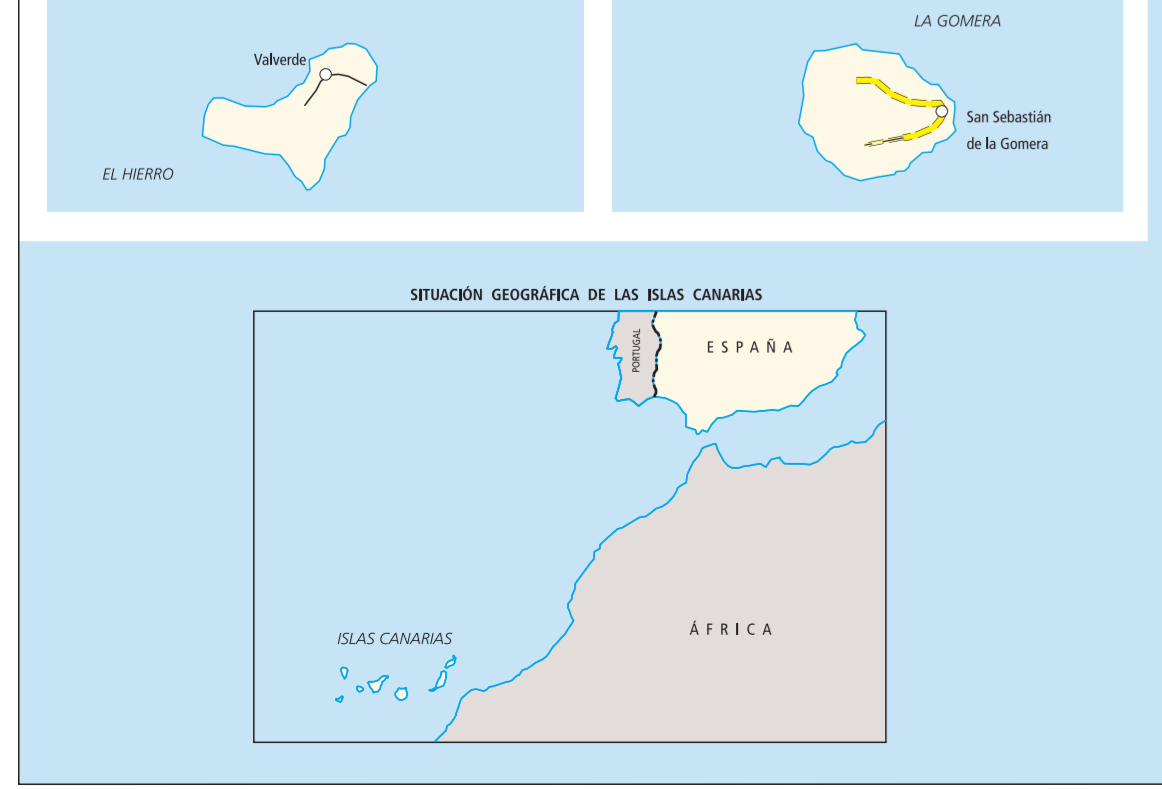 LA GOMERA
Valverde
San Sebastián
de la Gomera
EL HIERRO
SITUACIÓN GEOGRÁFICA DE LAS ISLAS CANARIAS
PORTUGAL
ESPAÑA
ÁFRICA
ISLAS CANARIAS